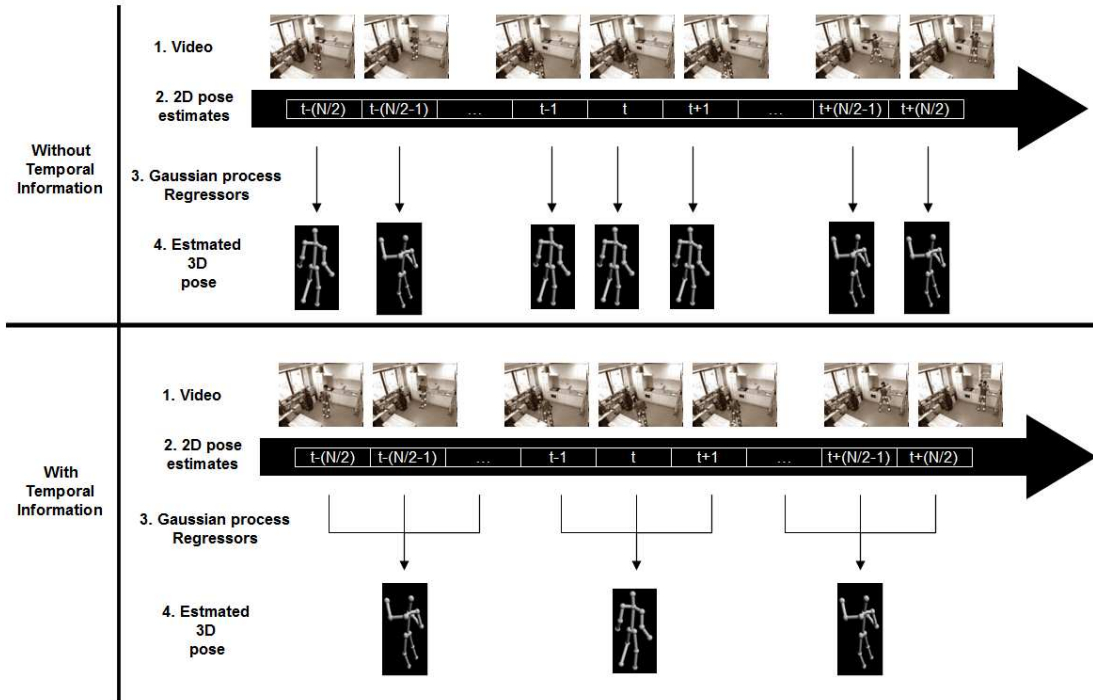 1. Video
2. 2D pose
estimates
t-(N/2) t-(N/2-1) ... t-1 t t+1 ... t+(N/2-1) t+(N/2)
Without
Temporal
Information
3. Gaussian process
Regressors
4. Estmated
3D
pose
1. Video
2. 2D pose
estimates
t-(N/2) t-(N/2-1) ... t-1 t t+1 ... t+(N/2-1) t+(N/2)
With
Temporal
Information
3. Gaussian process
Regressors
4. Estmated
3D
pose